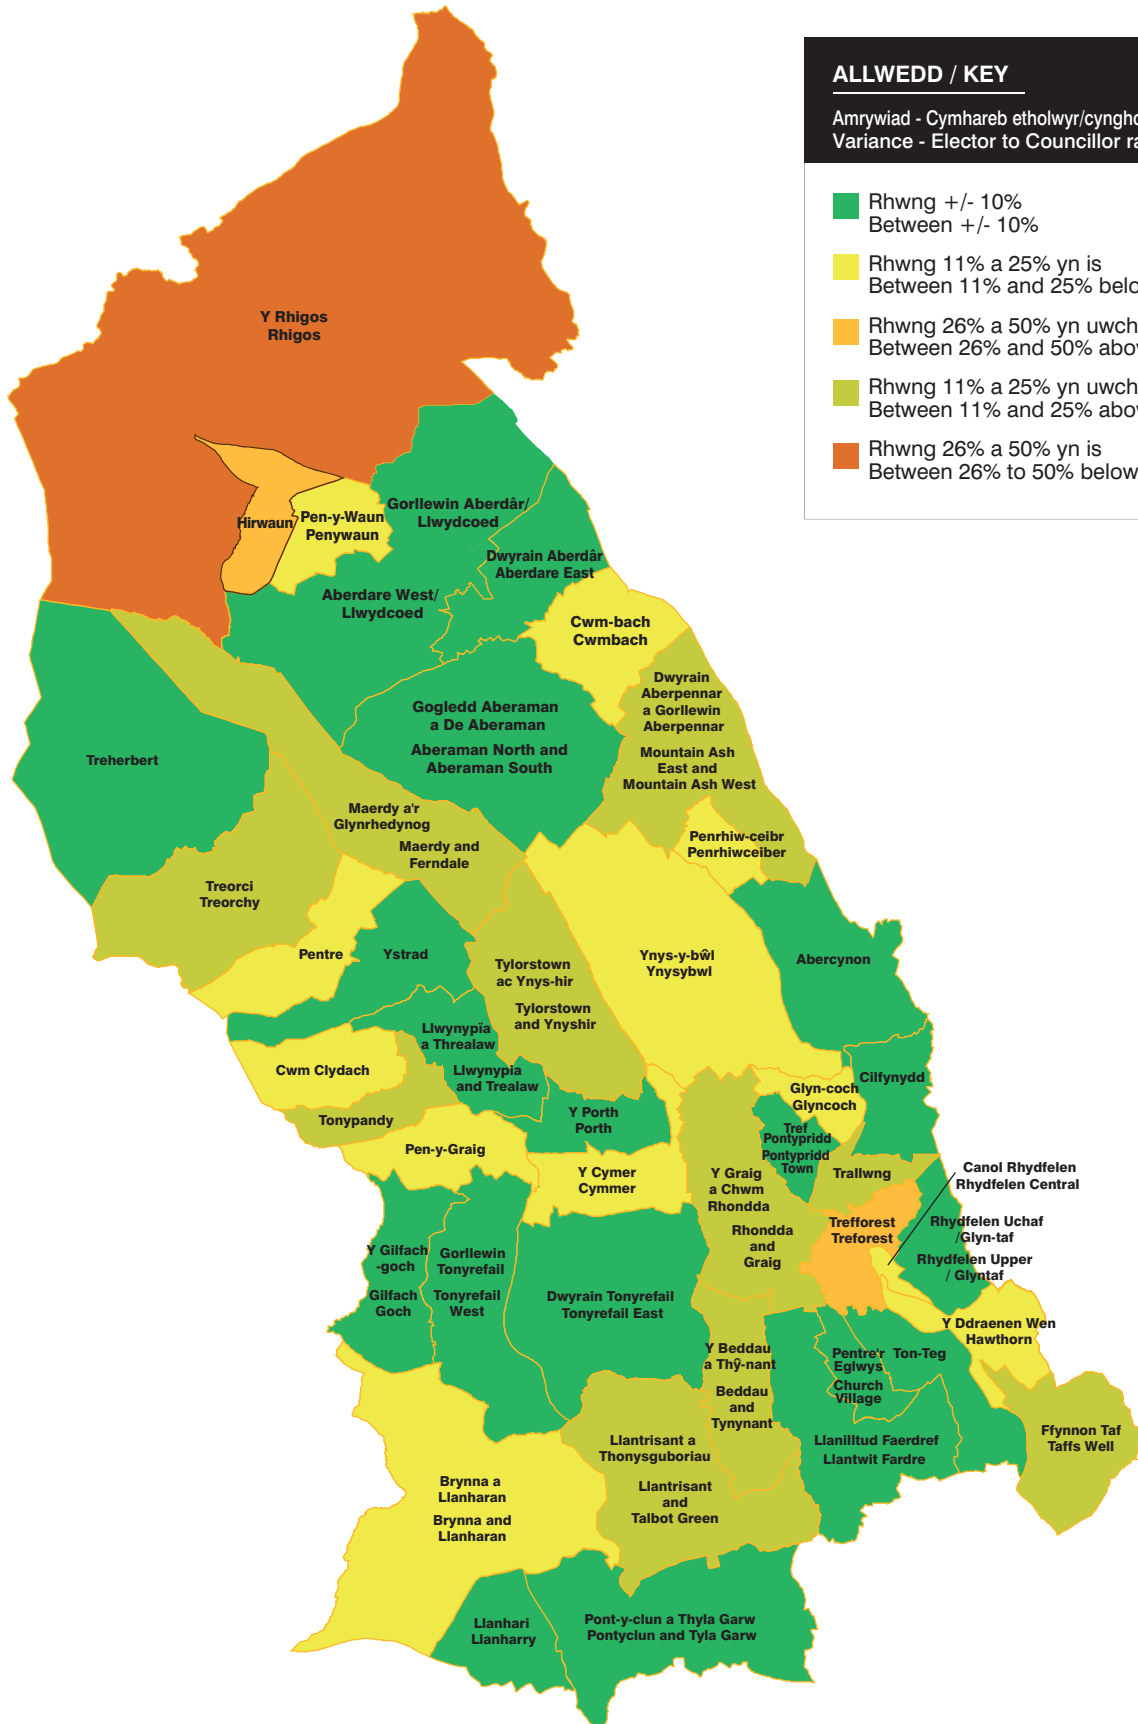 ALLWEDD / KEY
Amrywiad - Cymhareb etholwyr/
Variance - Elector to Councillor
Rhwng +/- 10%
Between +/- 10%
Rhwng 11% a 25% yn is
Between 11% and 25%
Rhwng 26% a 50% yn uwch
Between 26% and 50%
Rhwng 11% a 25% yn uwch
Between 11% and 25%
Rhwng 26% a 50% yn is
Between 26% to 50% below
Y Rhigos
Rhigos
Hirwaun
Pen-y-Waun
Penywaun
Gorllewin Aberdâr/
Llwydcoed
Aberdare West/
Llwydcoed
Dwyrain Aberdâr
Aberdare East
Cwm-bach
Cwmbach
Dwyrain
Aberpennar
a Gorllewin
Aberpennar
Mountain Ash
East and
Mountain Ash West
Gogledd Aberaman
a De Aberaman
Aberaman North and
Aberaman South
Treherbert
Maerdy a'r
Glynrhedynog
Maerdy and
Ferndale
Penrhiw-ceibr
Penrhiwceiber
Treorci
Treorchy
Pentre
Ystrad
Tylorstown
ac Ynys-hir
Tylorstown
and Ynyshir
Ynys-y-bŵl
Ynysybwl
Abercynon
Llwynypïa
a Threalaw
Llwynypia
and Trealaw
Cwm Clydach
Tonypandy
Y Porth
Porth
Glyn-coch
Glyncoch
Cilfynydd
Tref
Pontypridd
Pontypridd
Town
Pen-y-Graig
Y Cymer
Cymmer
Y Graig
a Chwm
Rhondda
Rhondda
and
Graig
Trallwng
Canol Rhydfelen
Rhydfelen Central
Trefforest
Treforest
Rhydfelen Uchaf
/Glyn-taf
Rhydfelen Upper
/ Glyntaf
Y Gilfach
-goch
Gilfach
Goch
Gorllewin
Tonyrefail
Tonyrefail
West
Dwyrain Tonyrefail
Tonyrefail East
Y Ddraenen Wen
Hawthorn
Y Beddau
a Thŷ-nant
Beddau
and
Tynynant
Pentre'r
Eglwys
Church
Village
Ton-Teg
Ffynnon Taf
Taffs Well
Llanilltud Faerdref
Llantwit Fardre
Llantrisant a
Thonysguboriau
Llantrisant
and
Talbot Green
Brynna a
Llanharan
Brynna and
Llanharan
Llanhari
Llanharry
Pont-y-clun a Thyla Garw
Pontyclun and Tyla Garw